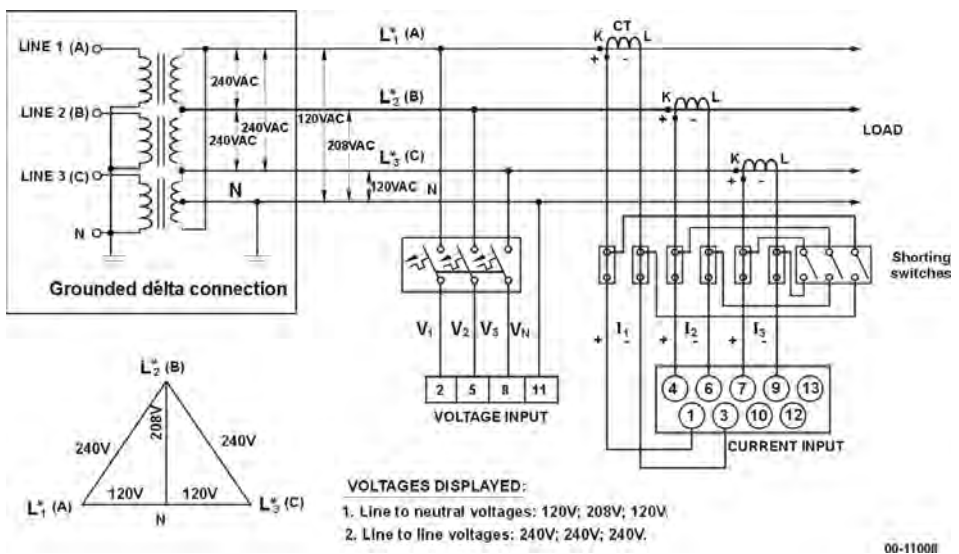 LINE 1 (A)
LINE 2 (B)
LINE 3 (C)
N
N
Grounded delta connection
240VAC
240VAC
240VAC
120VAC
208VAC
120VAC
L*1 (A)
L*2 (B)
L*3 (C)
N
K CT L
+ -
K L
+ -
K L
+ -
LOAD
Shorting
switches
V1 V2 V3 VN
2 5 8 11
VOLTAGE INPUT
+ I1 -
+ I2 -
+ I3 -
4 6 7 9 13
1 3 10 12
CURRENT INPUT
L*2 (B)
240V
208V
240V
120V 120V
L*1 (A)
N
L*3 (C)
VOLTAGES DISPLAYED:
1. Line to neutral voltages: 120V; 208V; 120V.
2. Line to line voltages: 240V; 240V; 240V.
00-11008